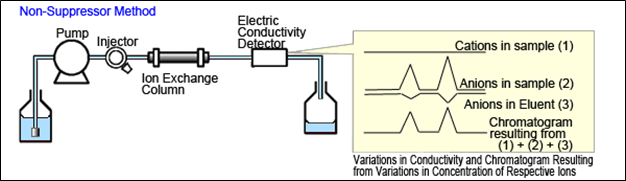 Non-Suppressor Method
Pump
Injector
Ion Exchange
Column
Electric
Conductivity
Detector
Cations in sample (1)
Anions in sample (2)
Anions in Eluent (3)
Chromatogram
resulting from
(1) + (2) + (3)
Variations in Conductivity and Chromatogram Resulting
from Variations in Concentration of Respective Ions